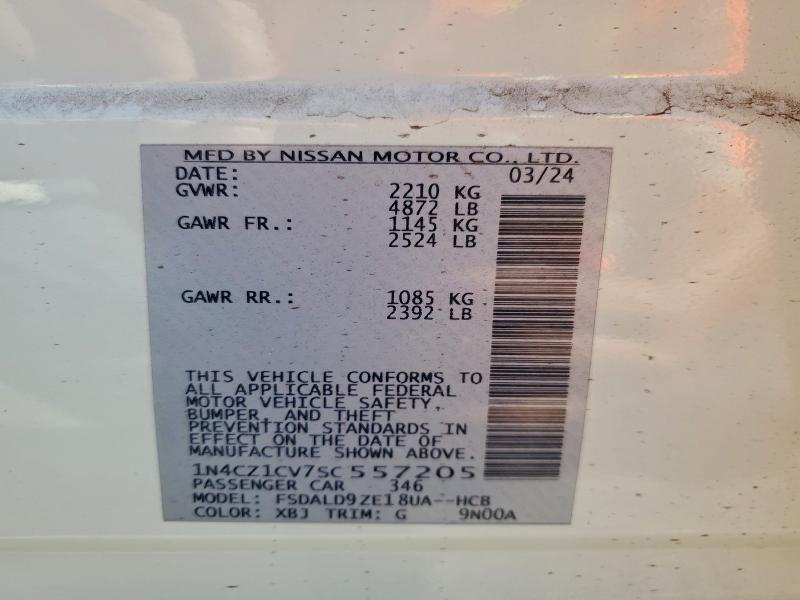 MFD BY NISSAN MOTOR CO., LTD.
DATE: 03/24
GVWR: 2210 KG
4872 LB
GAWR FR.: 1145 KG
2524 LB
GAWR RR.: 1085 KG
2392 LB
THIS VEHICLE CONFORMS TO
ALL APPLICABLE FEDERAL
MOTOR VEHICLE SAFETY,
BUMPER, AND THEFT
PREVENTION STANDARDS IN
EFFECT ON THE DATE OF
MANUFACTURE SHOWN ABOVE.
1N4CZ1CV7SC557205
PASSENGER CAR 346
MODEL: FSDALD9ZE18UA--HCB
COLOR: XBJ TRIM: G 9N00A